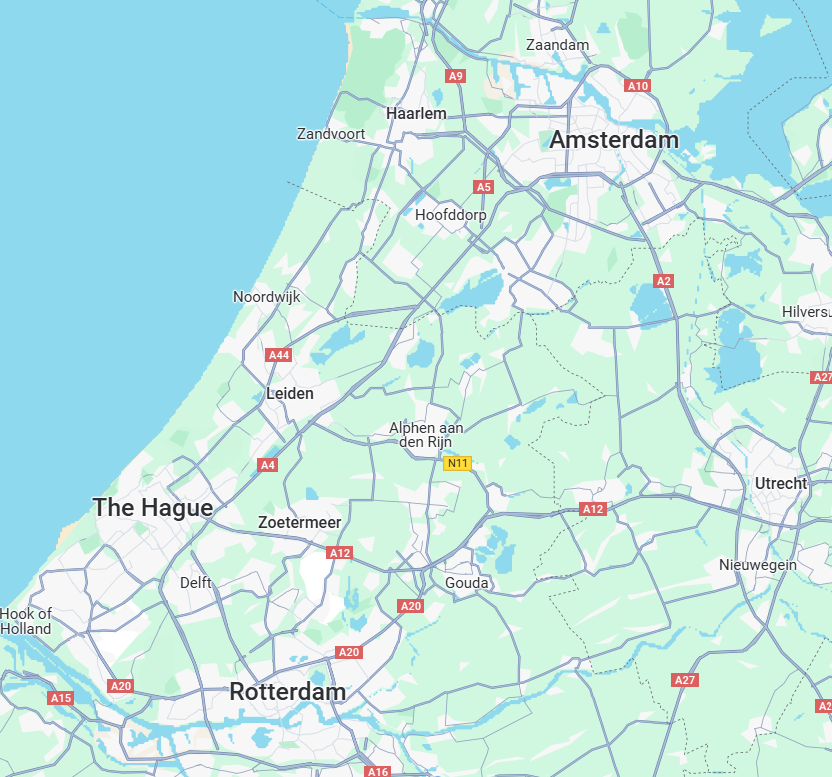 Zaandam
A9
A10
Haarlem
Zandvoort
Amsterdam
A5
Hoofddorp
A2
Noordwijk
Hilvers
A44
A27
Leiden
Alphen aan
den Rijn
A4
N11
Utrecht
The Hague
A12
Zoetermeer
A12
Nieuwegein
Delft
Gouda
A20
Hook of
Holland
A20
A27
A20
Rotterdam
A15
A2
A16